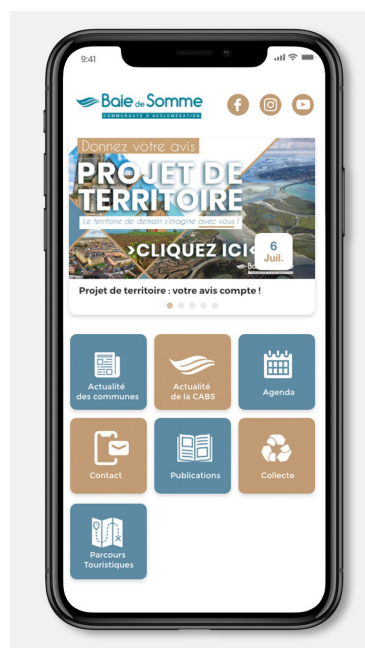 9:41
Baie de Somme
COMMUNAUTÉ D'AGGLOMÉRATION
Donnez votre avis
PROJET DE
TERRITOIRE
Le territoire de demain s'imagine avec vous !
>CLIQUEZ ICI<
6
Juil.
Projet de territoire : votre avis compte !
Actualité
des communes
Actualité
de la CABS
Agenda
Contact
Publications
Collecte
Parcours
Touristiques